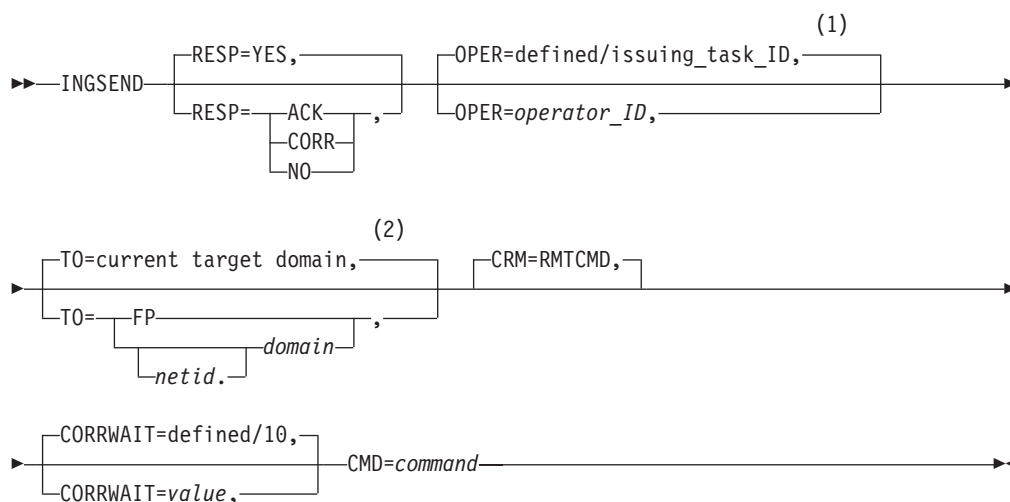 (1)
RESP=YES, OPER=defined/issuing_task_ID,
INGSEND
RESP= ACK , OPER=operator_ID,
CORR
NO
(2)
TO=current target domain, CRM=RMTCMD,
TO= FP ,
domain
netid.
CORRWAIT=defined/10,
CMD=command
CORRWAIT=value,